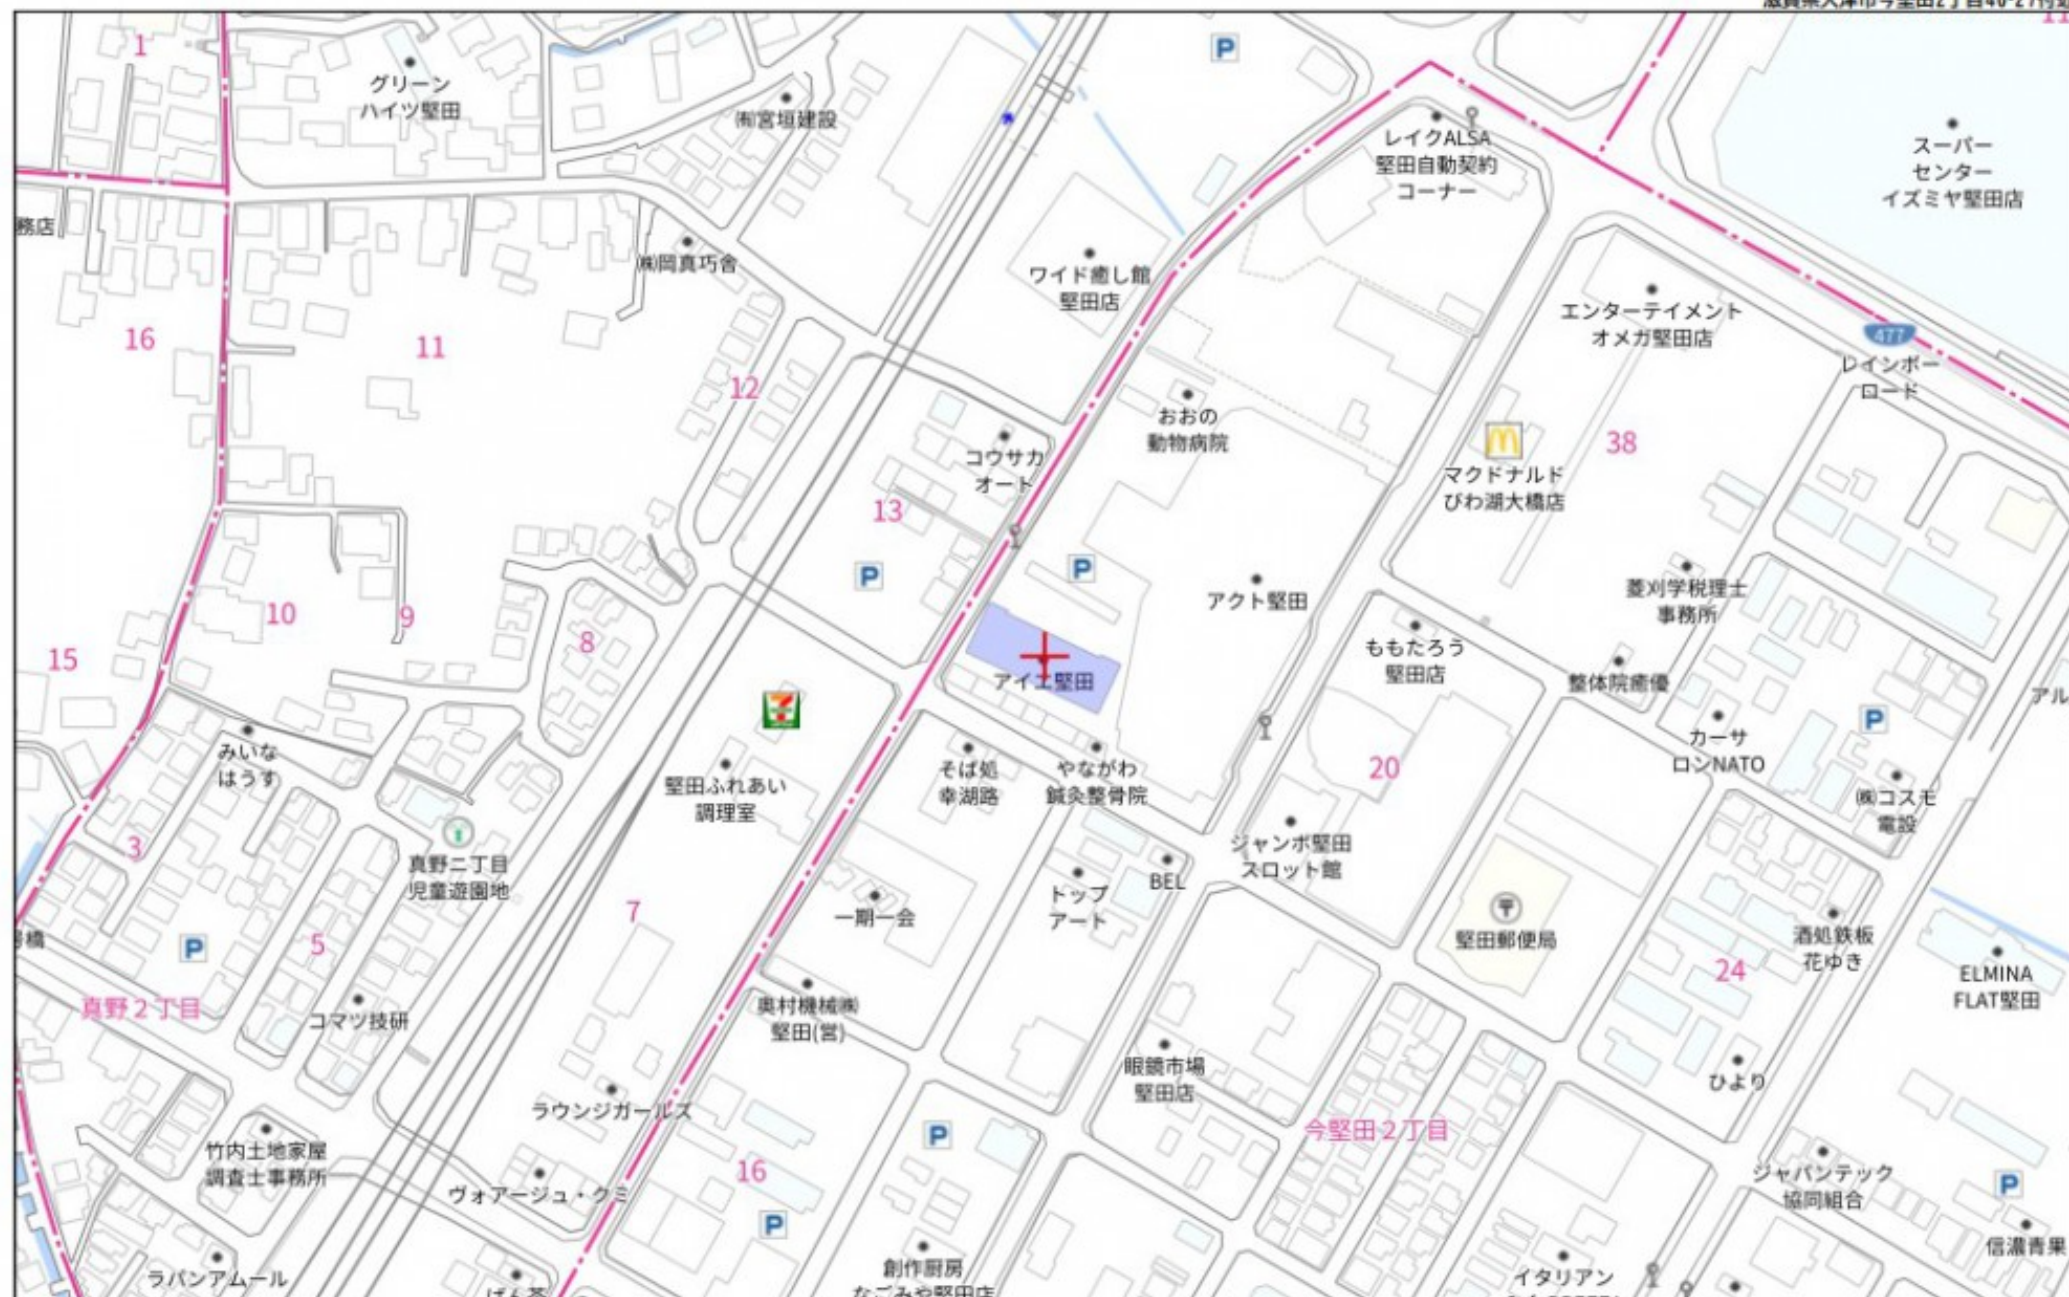 1
グリーン
ハイツ堅田
㈲宮垣建設
P
レイクALSA
堅田自動契約
コーナー
スーパー
センター
イズミヤ堅田店
務店
㈱岡真巧舎
ワイド癒し館
堅田店
エンターテイメント
オメガ堅田店
477
レインボー
ロード
16
11
12
おおの
動物病院
コウサカ
オート
マクドナルド
びわ湖大橋店
38
13
P
P
アクト堅田
菱刈学税理士
事務所
10
9
8
15
ももたろう
堅田店
整体院癒優
アイエ堅田
アル
カーサ
ロンNATO
P
7
みいな
はうす
堅田ふれあい
調理室
そば処
幸湖路
やながわ
鍼灸整骨院
20
㈱コスモ
電設
3
真野二丁目
児童遊園地
ジャンボ堅田
スロット館
BEL
トップ
アート
一期一会
7
5
P
堅田郵便局
酒処鉄板
花ゆき
24
ELMINA
FLAT堅田
真野2丁目
コマツ技研
奥村機械㈱
堅田(営)
眼鏡市場
堅田店
ひより
ラウンジガールズ
今堅田2丁目
P
竹内土地家屋
調査士事務所
16
ヴォアージュ・クミ
P
ジャパンテック
協同組合
P
信濃青果
ラパンアムール
創作厨房
なごみや堅田店
イタリアン